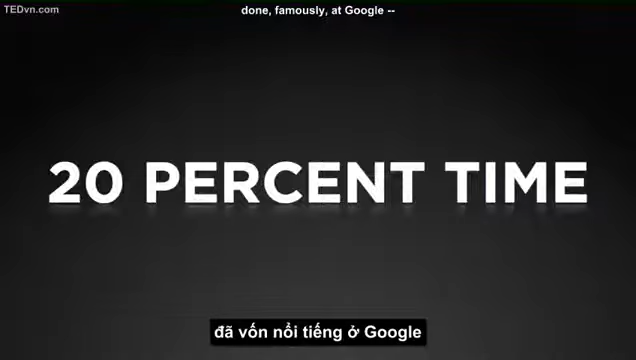 TEDvn.com
done, famously, at Google --
20 PERCENT TIME
đã vốn nổi tiếng ở Google